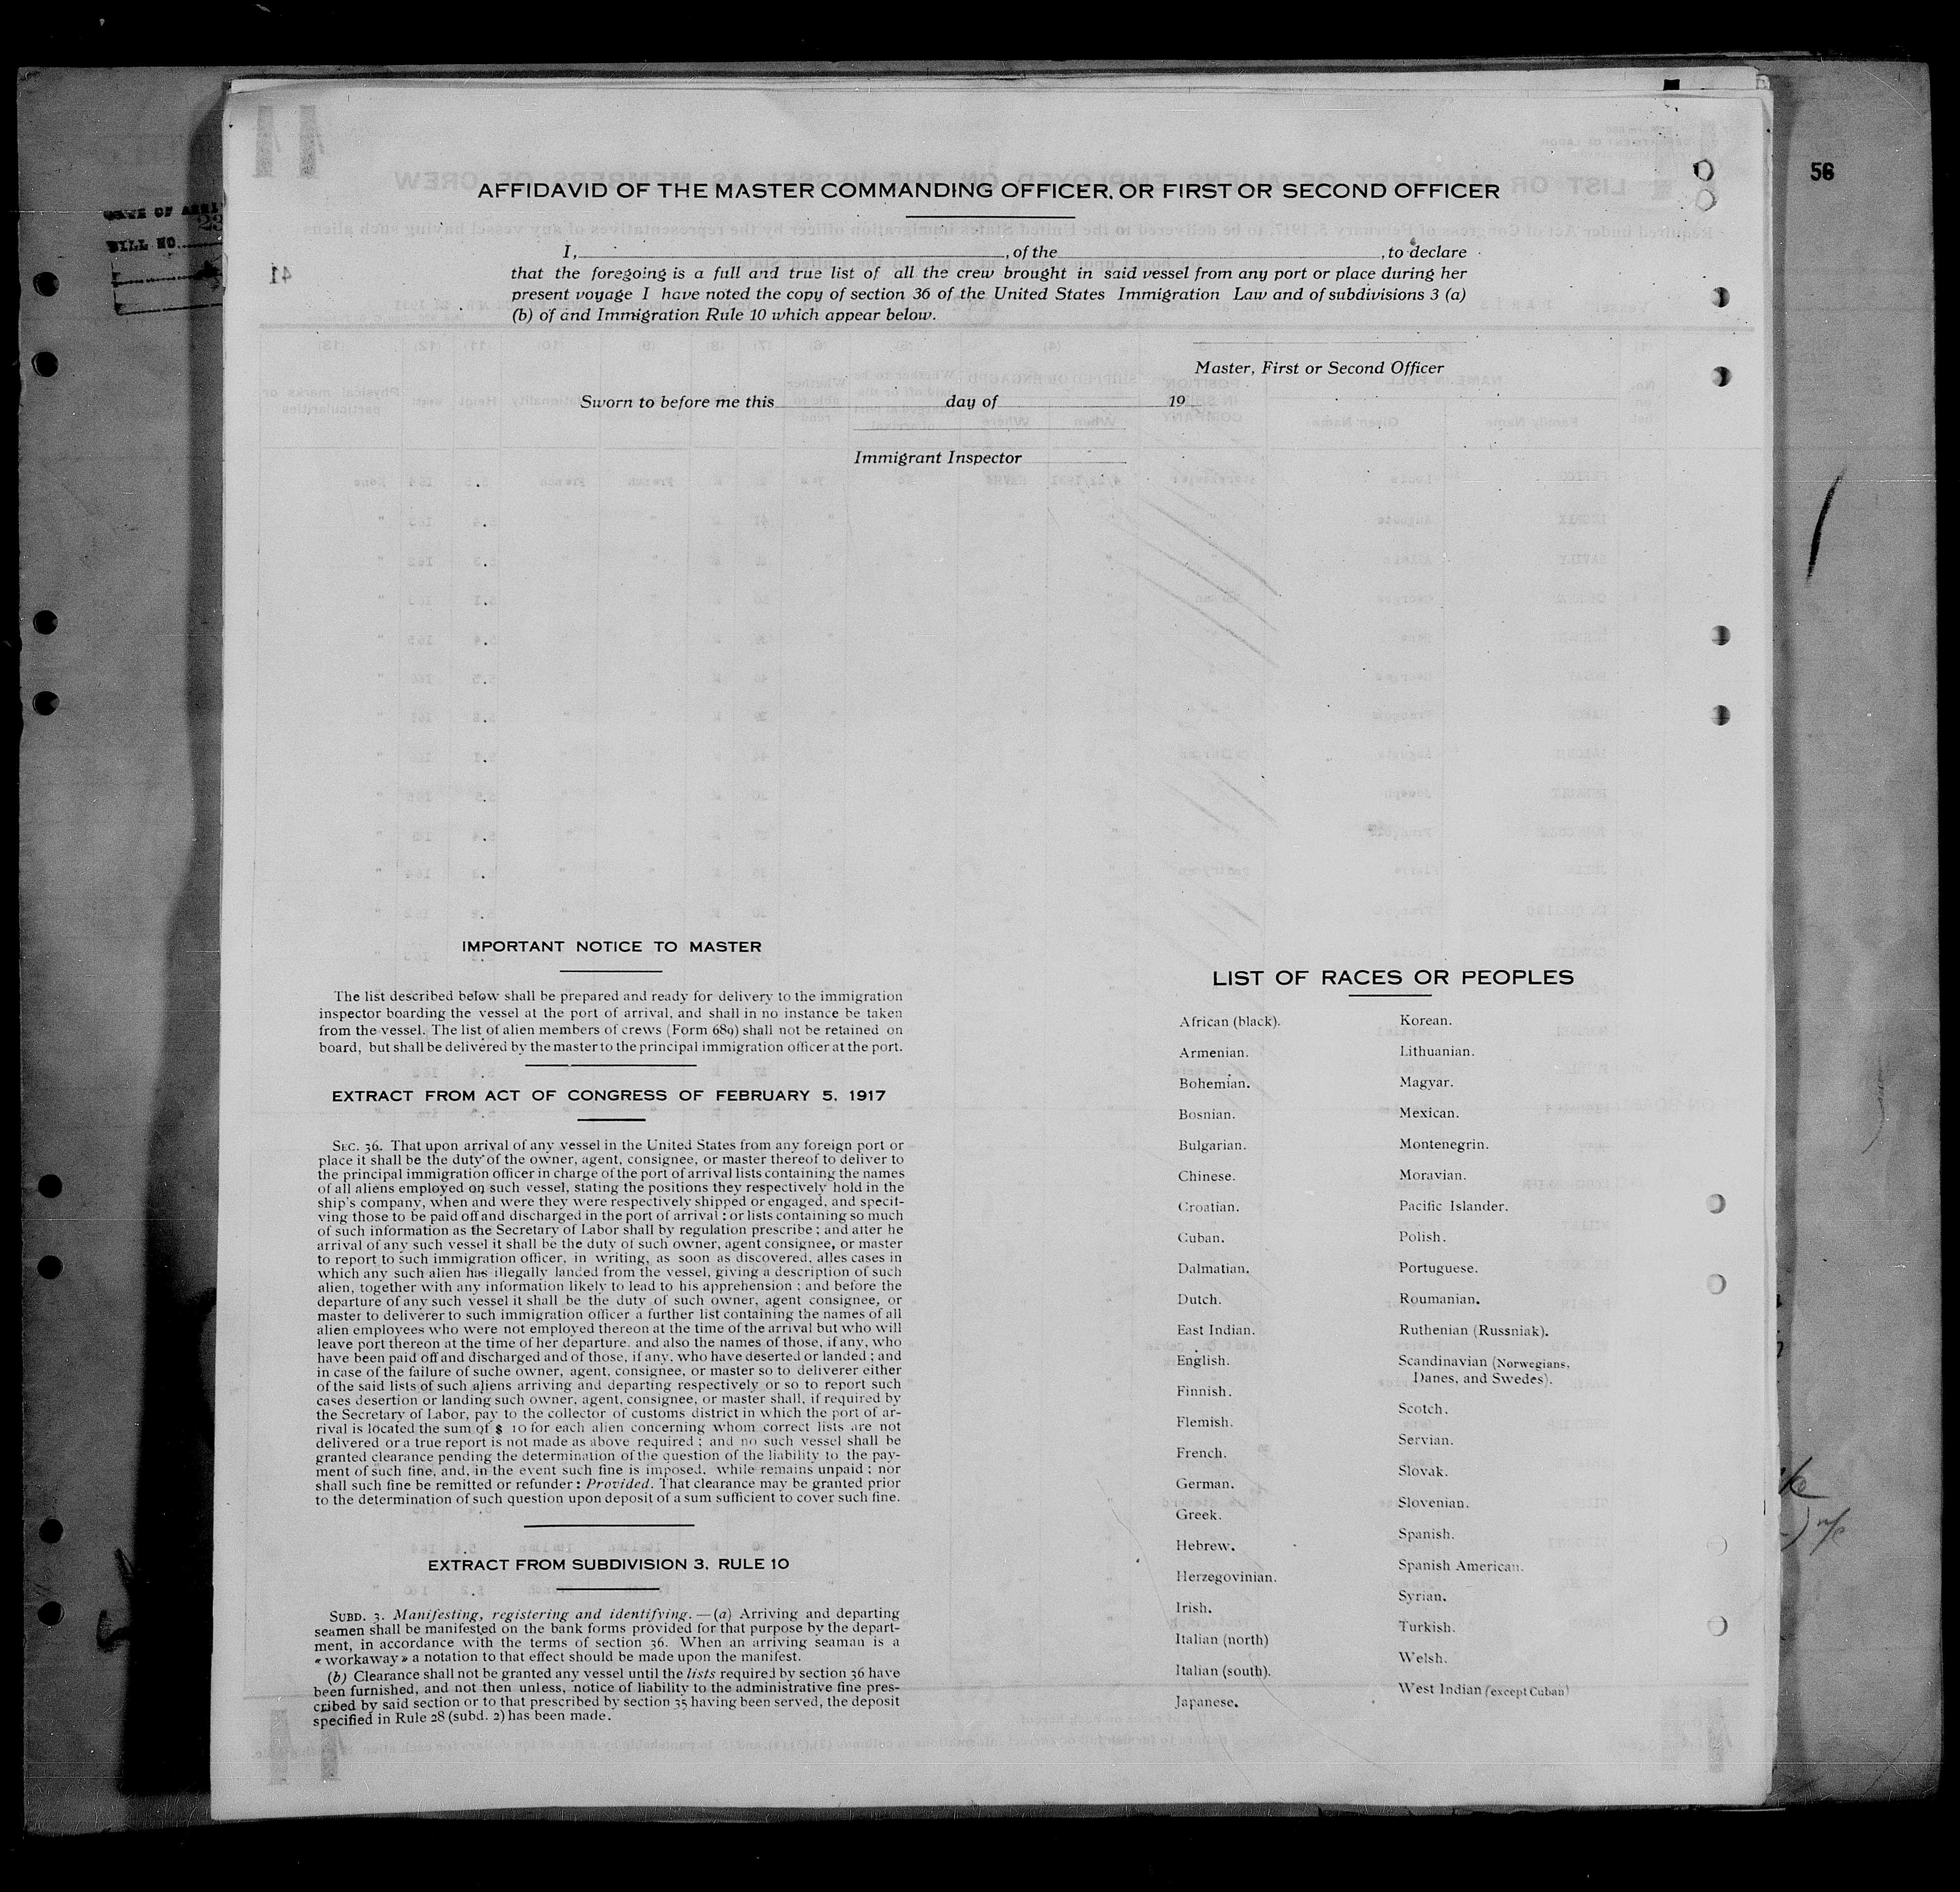 56
BILL NO.
41
AFFIDAVID OF THE MASTER COMMANDING OFFICER, OR FIRST OR SECOND OFFICER
I, , of the , to declare
that the foregoing is a full and true list of all the crew brought in said vessel from any port or place during her
present voyage I have noted the copy of section 36 of the United States Immigration Law and of subdivisions 3 (a)
(b) of and Immigration Rule 10 which appear below.
Master, First or Second Officer
Sworn to before me this day of 19
Immigrant Inspector
IMPORTANT NOTICE TO MASTER
The list described below shall be prepared and ready for delivery to the immigration
inspector boarding the vessel at the port of arrival, and shall in no instance be taken
from the vessel. The list of alien members of crews (Form 689) shall not be retained on
board, but shall be delivered by the master to the principal immigration officer at the port.
EXTRACT FROM ACT OF CONGRESS OF FEBRUARY 5, 1917
SEC. 36. That upon arrival of any vessel in the United States from any foreign port or
place it shall be the duty of the owner, agent, consignee, or master thereof to deliver to
the principal immigration officer in charge of the port of arrival lists containing the names
of all aliens employed on such vessel, stating the positions they respectively hold in the
ship's company, when and were they were respectively shipped or engaged, and specit-
ving those to be paid off and discharged in the port of arrival : or lists containing so much
of such information as the Secretary of Labor shall by regulation prescribe ; and atter he
arrival of any such vessel it shall be the duty of such owner, agent consignee, or master
to report to such immigration officer, in writing, as soon as discovered, alles cases in
which any such alien has illegally landed from the vessel, giving a description of such
alien, together with any information likely to lead to his apprehension ; and before the
departure of any such vessel it shall be the duty of such owner, agent consignee, or
master to deliverer to such immigration officer a further list containing the names of all
alien employees who were not employed thereon at the time of the arrival but who will
leave port thereon at the time of her departure, and also the names of those, if any, who
have been paid off and discharged and of those, if any, who have deserted or landed ; and
in case of the failure of suche owner, agent, consignee, or master so to deliverer either
of the said lists of such aliens arriving and departing respectively or so to report such
cases desertion or landing such owner, agent, consignee, or master shall, if required by
the Secretary of Labor, pay to the collector of customs district in which the port of ar-
rival is located the sum of $ 10 for each alien concerning whom correct lists are not
delivered or a true report is not made as above required ; and no such vessel shall be
granted clearance pending the determination of the question of the liability to the pay-
ment of such fine, and, in the event such fine is imposed, while remains unpaid ; nor
shall such fine be remitted or refunder : Provided. That clearance may be granted prior
to the determination of such question upon deposit of a sum sufficient to cover such fine.
EXTRACT FROM SUBDIVISION 3, RULE 10
SUBD. 3. Manifesting, registering and identifying. — (a) Arriving and departing
seamen shall be manifested on the bank forms provided for that purpose by the depart-
ment, in accordance with the terms of section 36. When an arriving seaman is a
« workaway » a notation to that effect should be made upon the manifest.
(b) Clearance shall not be granted any vessel until the lists required by section 36 have
been furnished, and not then unless, notice of liability to the administrative fine pres-
cribed by said section or to that prescribed by section 35 having been served, the deposit
specified in Rule 28 (subd. 2) has been made.
LIST OF RACES OR PEOPLES
African (black).
Armenian.
Bohemian.
Bosnian.
Bulgarian.
Chinese.
Croatian.
Cuban.
Dalmatian.
Dutch.
East Indian.
English.
Finnish.
Flemish.
French.
German.
Greek.
Hebrew.
Herzegovinian.
Irish.
Italian (north)
Italian (south).
Japanese.
Korean.
Lithuanian.
Magyar.
Mexican.
Montenegrin.
Moravian.
Pacific Islander.
Polish.
Portuguese.
Roumanian.
Ruthenian (Russniak).
Scandinavian (Norwegians,
Danes, and Swedes).
Scotch.
Servian.
Slovak.
Slovenian.
Spanish.
Spanish American.
Syrian.
Turkish.
Welsh.
West Indian (except Cuban)